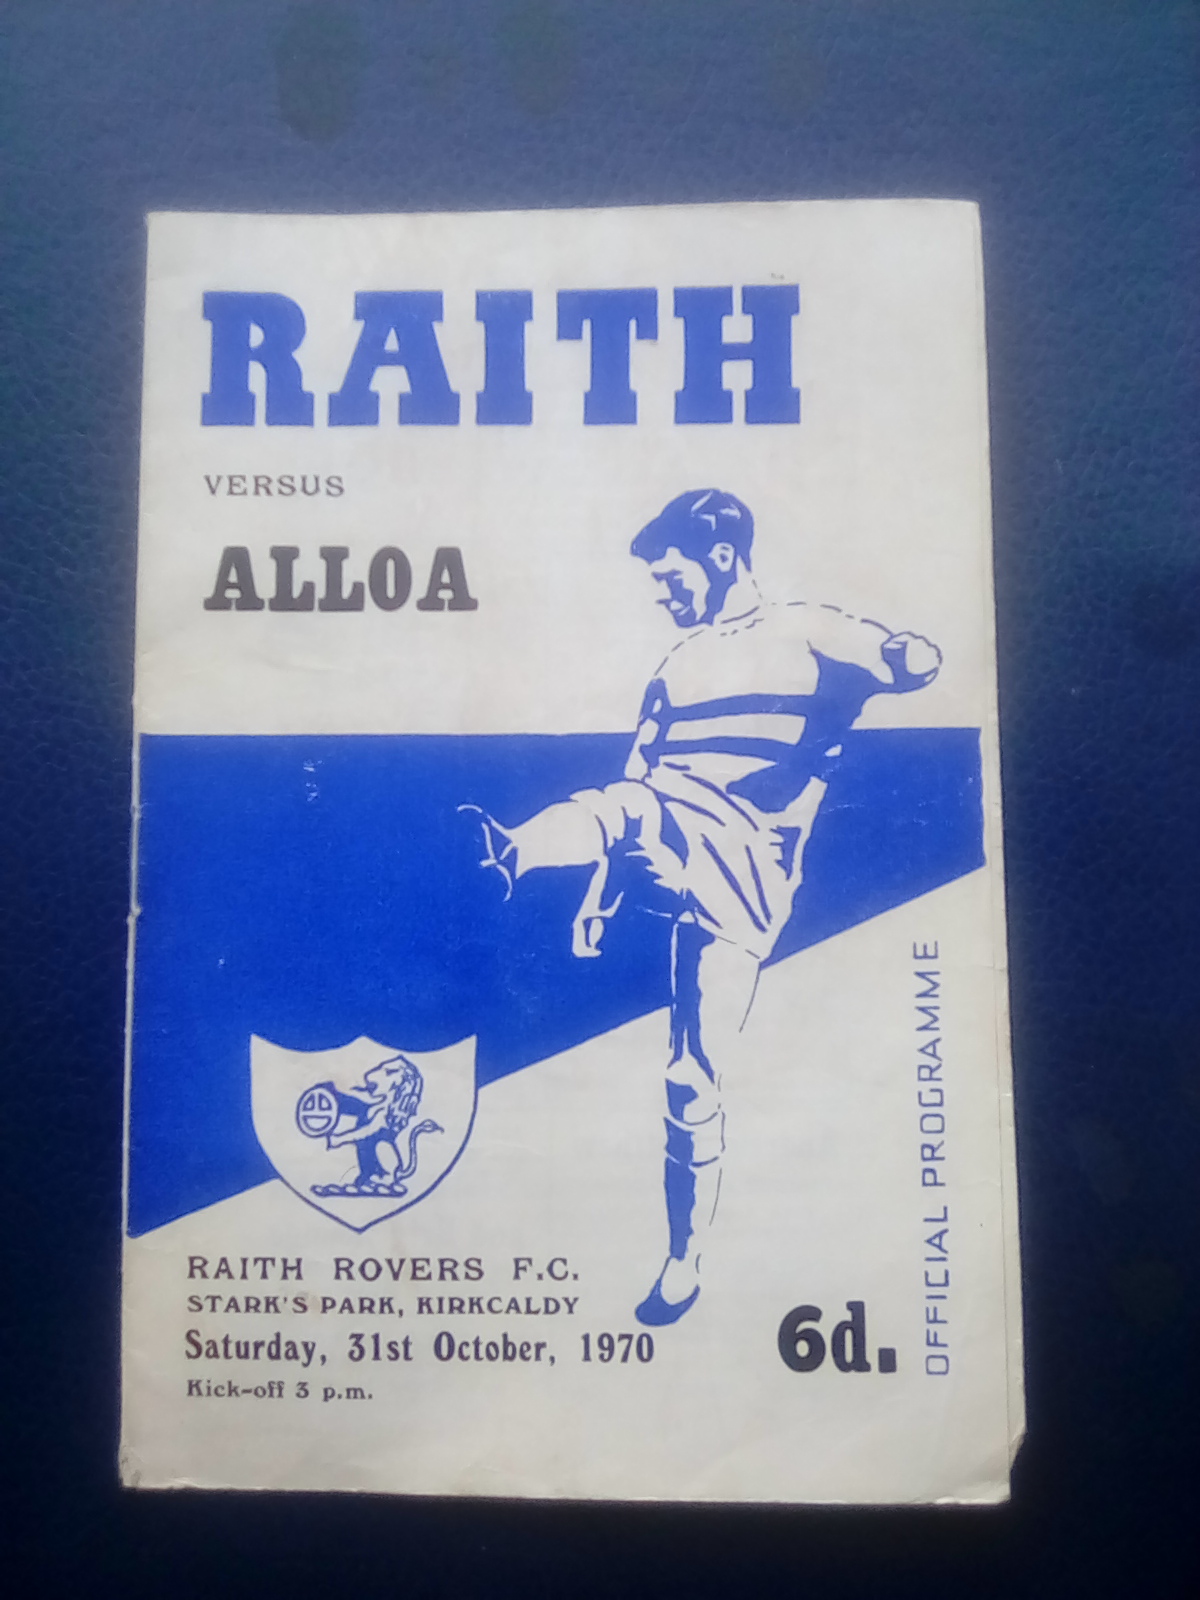 RAITH
VERSUS
ALLOA
RAITH ROVERS F.C.
STARK'S PARK, KIRKCALDY
Saturday, 31st October, 1970
Kick-off 3 p.m.
6d.
OFFICIAL PROGRAMME